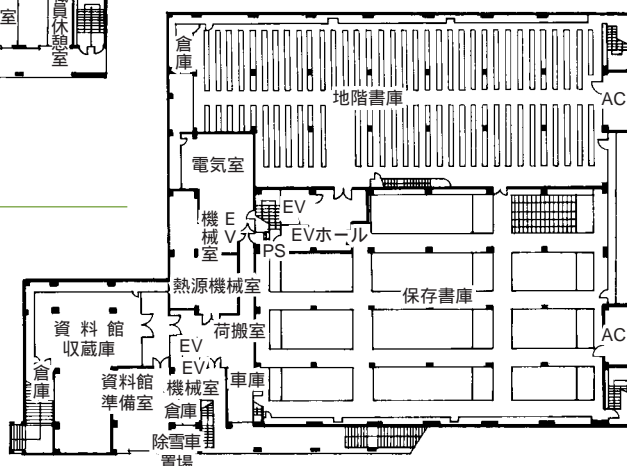 室
員休憩室
倉庫
地階書庫
AC
電気室
EV
機械室
EV
EVホール
PS
熱源機械室
保存書庫
資料館
収蔵庫
荷搬室
AC
EV
EV
機械室
車庫
倉庫
資料館
準備室
倉庫
除雪車
置場